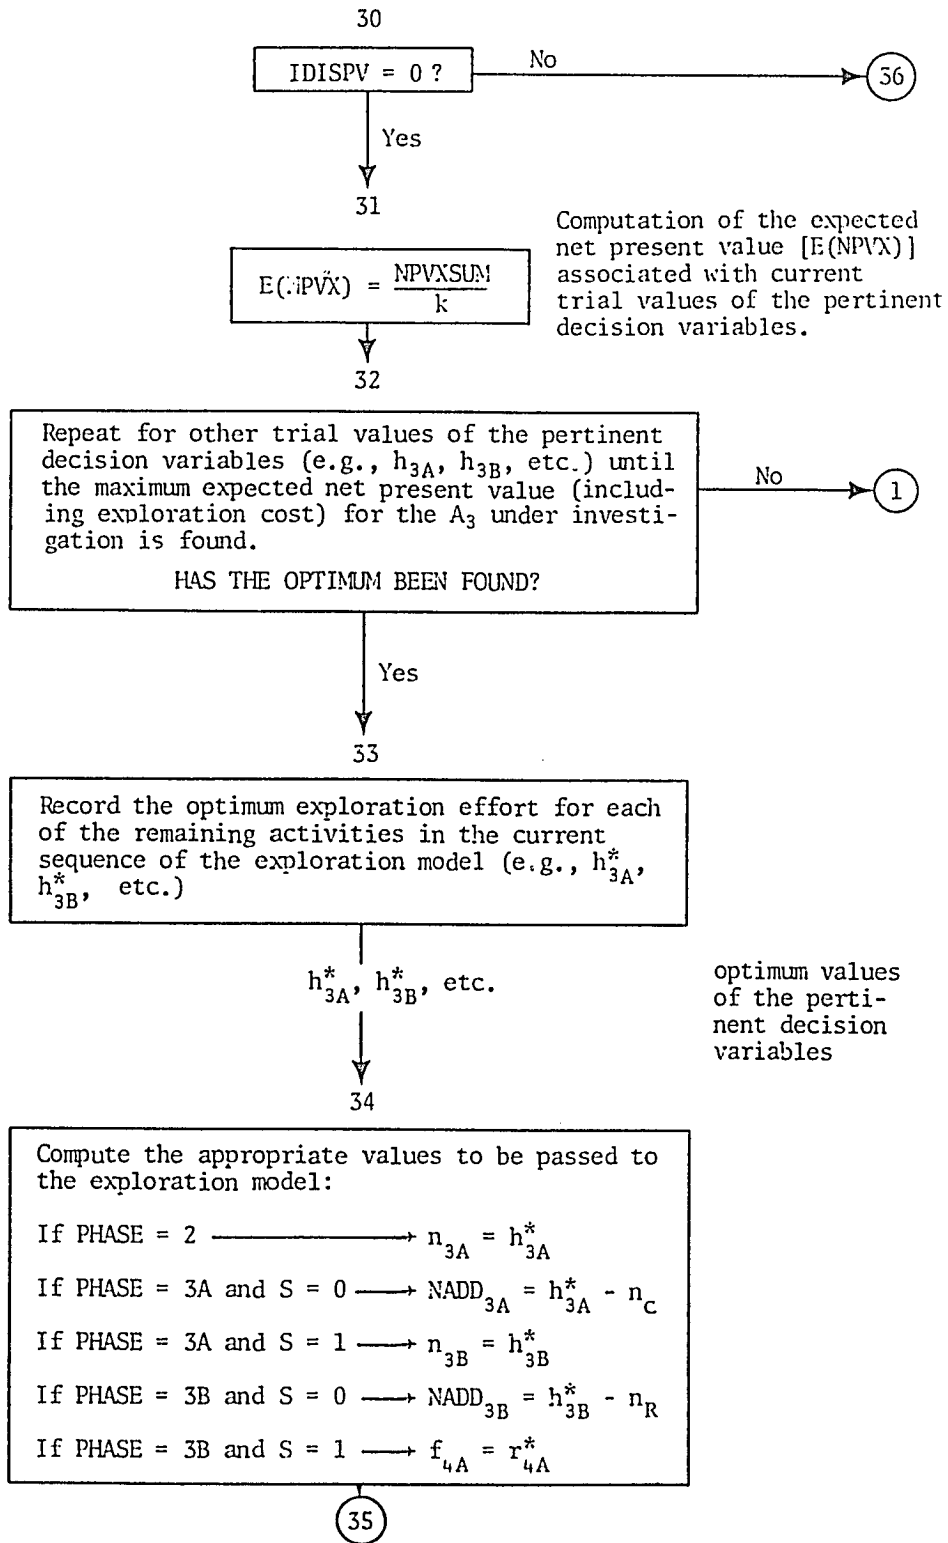 30
IDISPV = 0 ?
No
36
Yes
31
E(NPVX) = NPVXSUM / k
Computation of the expected
net present value [E(NPVX)]
associated with current
trial values of the pertinent
decision variables.
32
Repeat for other trial values of the pertinent
decision variables (e.g., h3A, h3B, etc.) until
the maximum expected net present value (includ-
ing exploration cost) for the A3 under investi-
gation is found.
HAS THE OPTIMUM BEEN FOUND?
No
1
Yes
33
Record the optimum exploration effort for each
of the remaining activities in the current
sequence of the exploration model (e.g., h*3A,
h*3B, etc.)
h*3A, h*3B, etc.
optimum values
of the perti-
nent decision
variables
34
Compute the appropriate values to be passed to
the exploration model:
If PHASE = 2 → n3A = h*3A
If PHASE = 3A and S = 0 → NADD3A = h*3A - nC
If PHASE = 3A and S = 1 → n3B = h*3B
If PHASE = 3B and S = 0 → NADD3B = h*3B - nR
If PHASE = 3B and S = 1 → f4A = r*4A
35